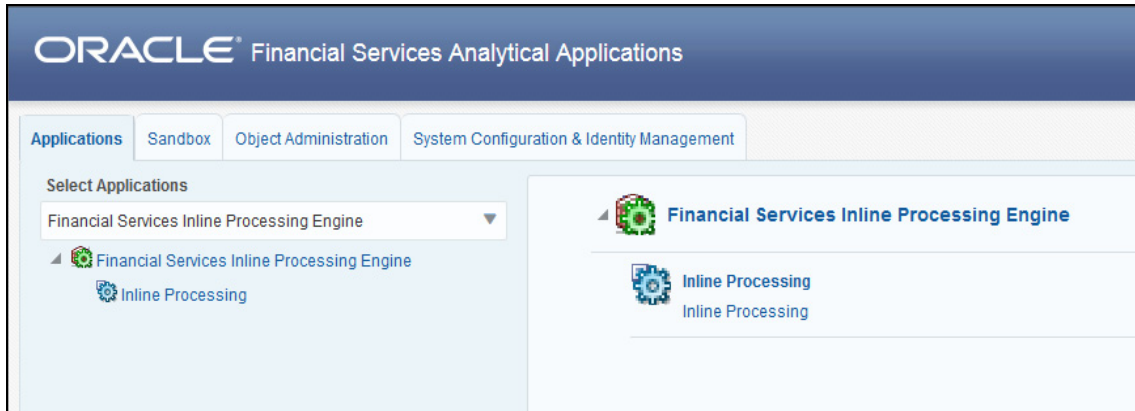 ORACLE® Financial Services Analytical Applications
Applications Sandbox Object Administration System Configuration & Identity Management
Select Applications
Financial Services Inline Processing Engine
Financial Services Inline Processing Engine
Inline Processing
Financial Services Inline Processing Engine
Inline Processing
Inline Processing